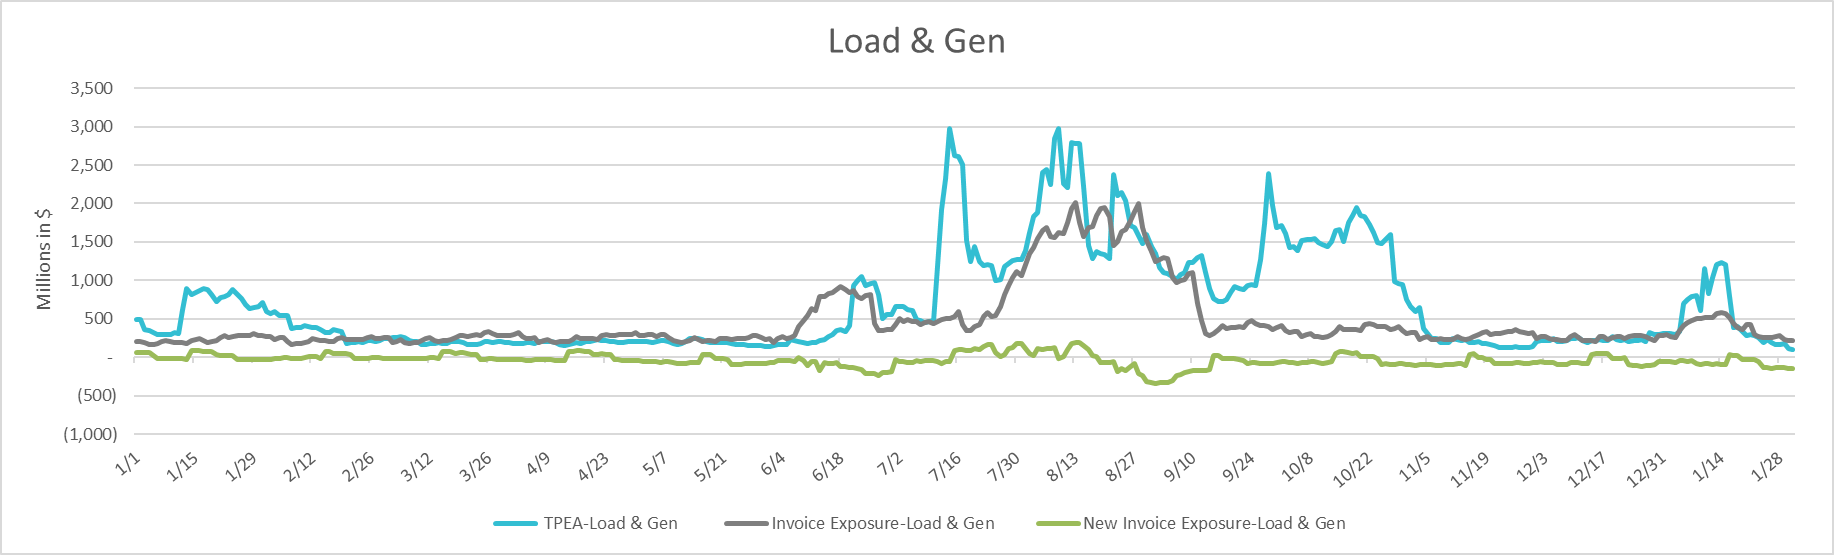 Load & Gen
Millions in $
3,500
3,000
2,500
2,000
1,500
1,000
500
-
(500)
(1,000)
1/1 1/15 1/29 2/12 2/26 3/12 3/26 4/9 4/23 5/7 5/21 6/4 6/18 7/2 7/16 7/30 8/13 8/27 9/10 9/24 10/8 10/22 11/5 11/19 12/3 12/17 12/31 1/14 1/28
TPEA-Load & Gen Invoice Exposure-Load & Gen New Invoice Exposure-Load & Gen